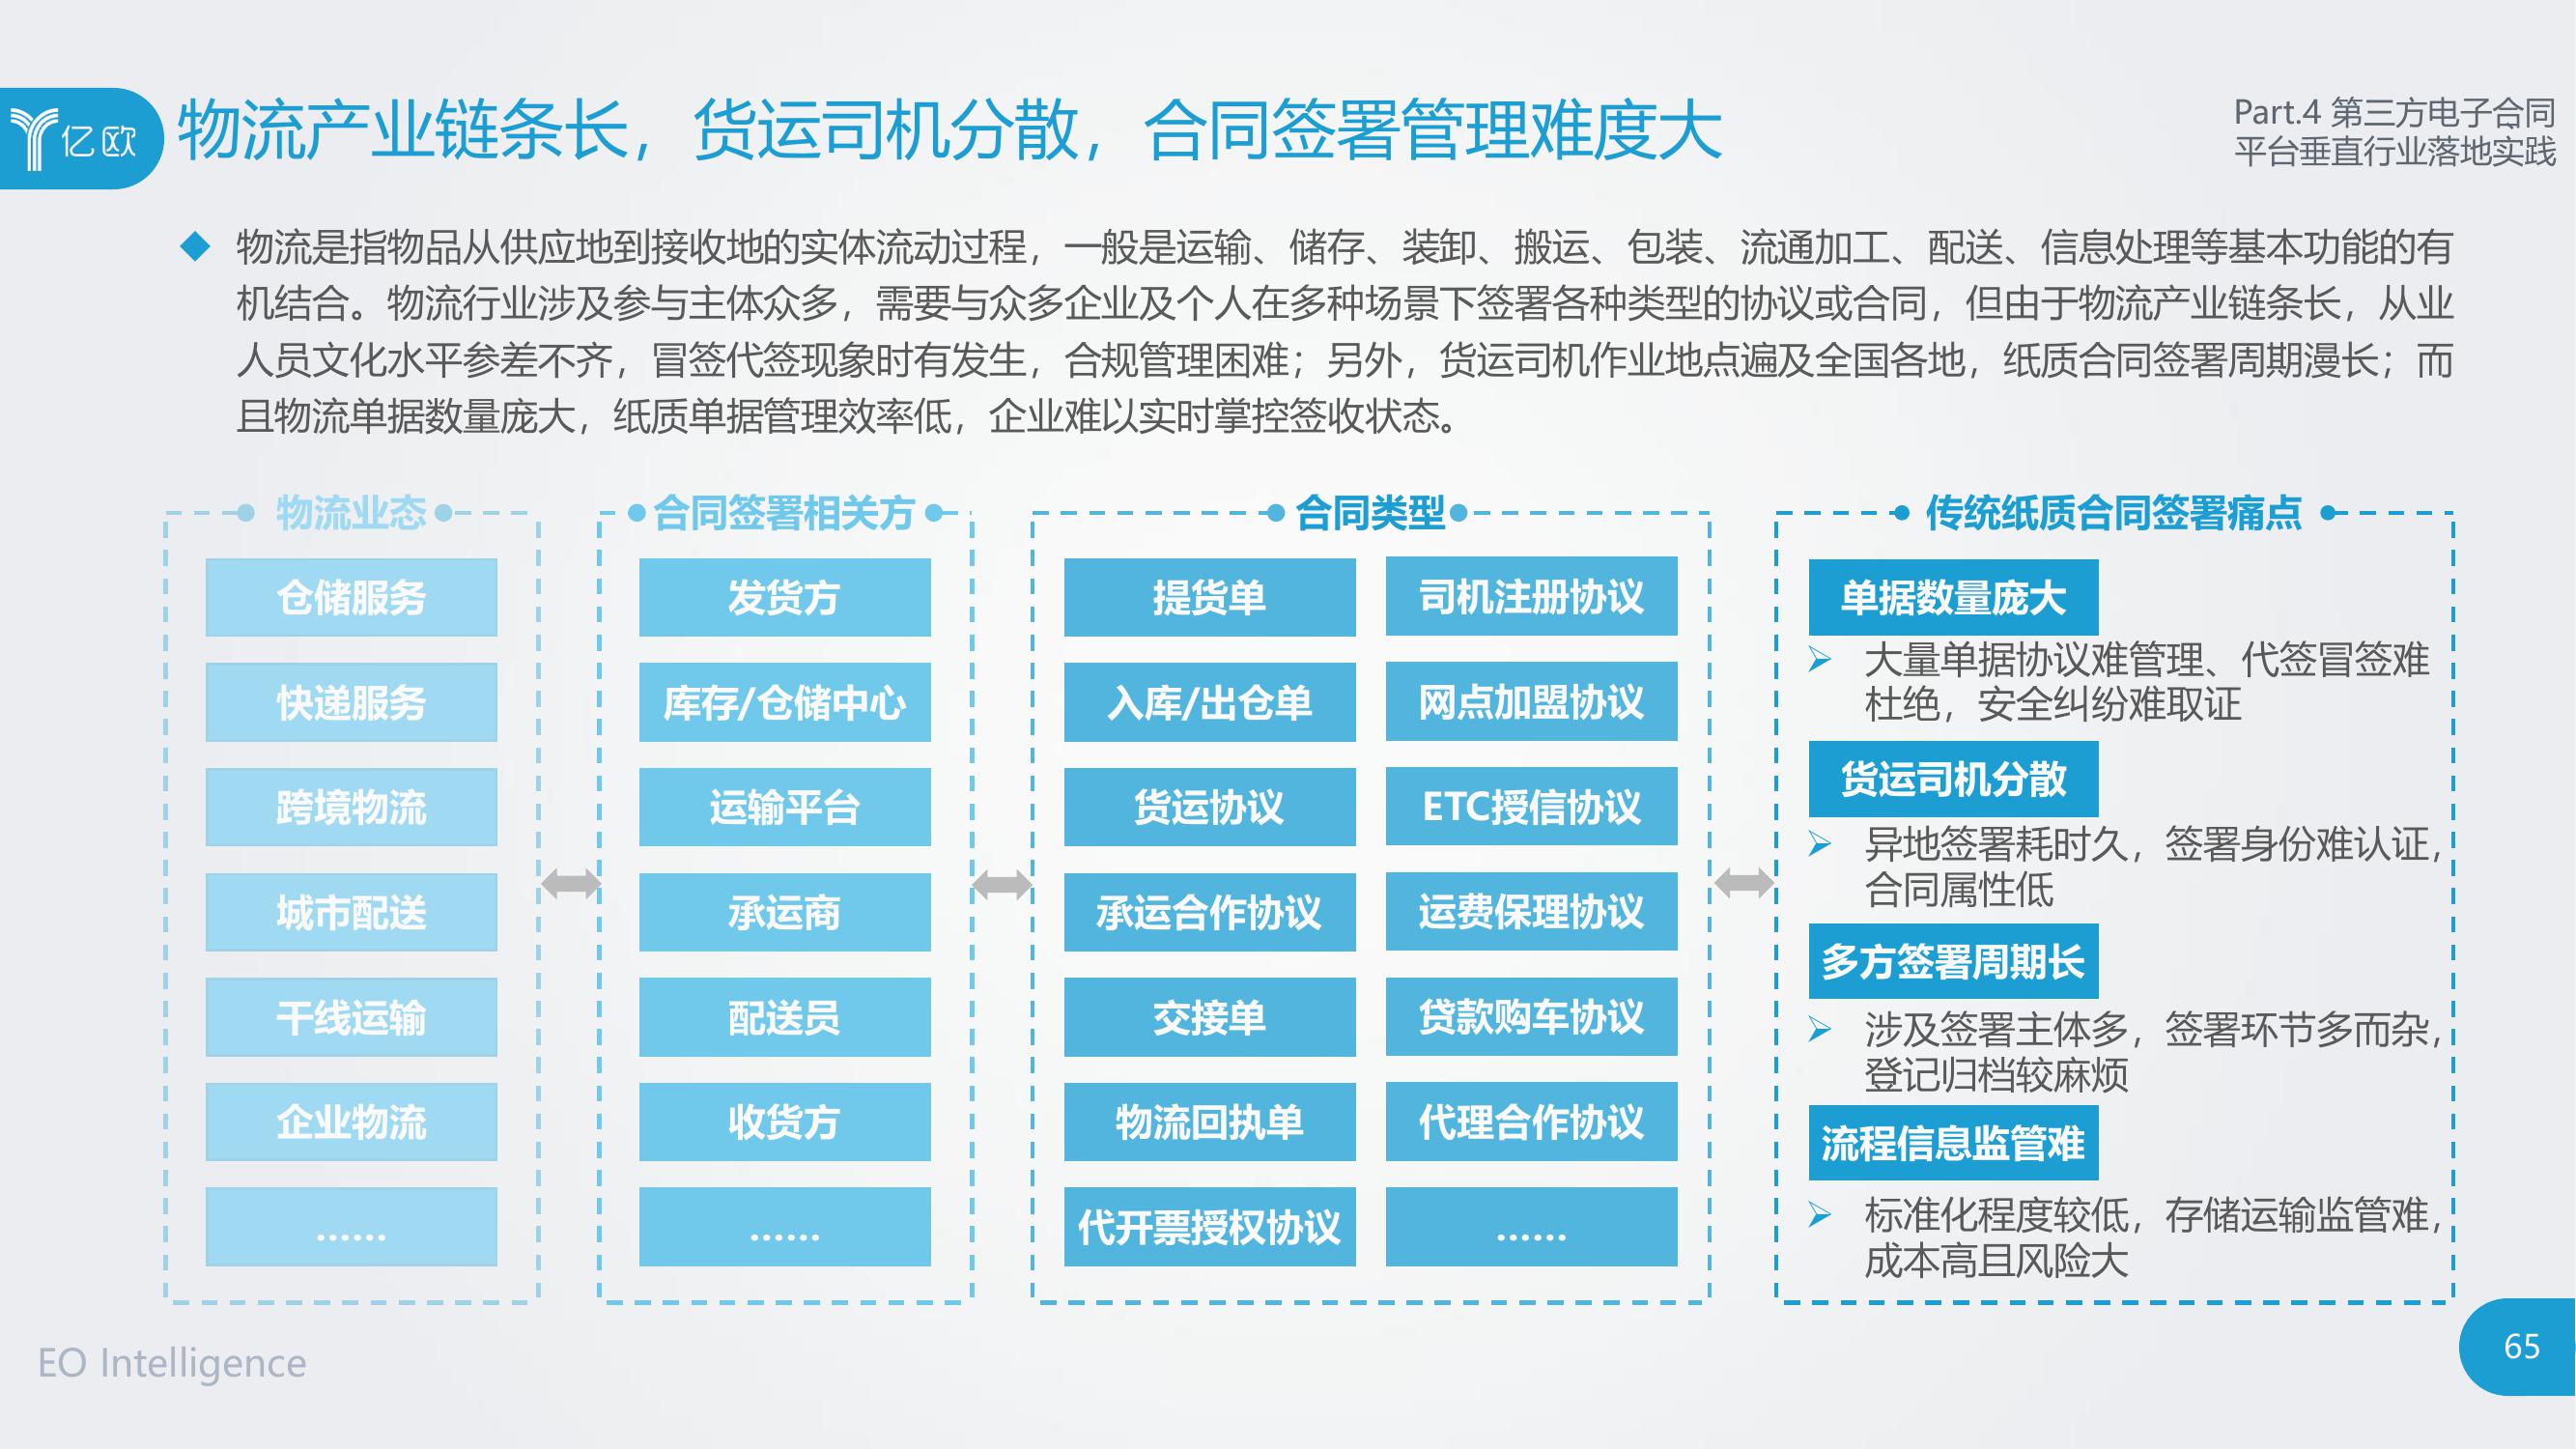 亿欧
物流产业链条长，货运司机分散，合同签署管理难度大
Part.4 第三方电子合同
平台垂直行业落地实践
物流是指物品从供应地到接收地的实体流动过程，一般是运输、储存、装卸、搬运、包装、流通加工、配送、信息处理等基本功能的有
机结合。物流行业涉及参与主体众多，需要与众多企业及个人在多种场景下签署各种类型的协议或合同，但由于物流产业链条长，从业
人员文化水平参差不齐，冒签代签现象时有发生，合规管理困难；另外，货运司机作业地点遍及全国各地，纸质合同签署周期漫长；而
且物流单据数量庞大，纸质单据管理效率低，企业难以实时掌控签收状态。
物流业态
仓储服务
快递服务
跨境物流
城市配送
干线运输
企业物流
……
合同签署相关方
发货方
库存/仓储中心
运输平台
承运商
配送员
收货方
……
合同类型
提货单
入库/出仓单
货运协议
承运合作协议
交接单
物流回执单
代开票授权协议
司机注册协议
网点加盟协议
ETC授信协议
运费保理协议
贷款购车协议
代理合作协议
……
传统纸质合同签署痛点
单据数量庞大
大量单据协议难管理、代签冒签难
杜绝，安全纠纷难取证
货运司机分散
异地签署耗时久，签署身份难认证，
合同属性低
多方签署周期长
涉及签署主体多，签署环节多而杂，
登记归档较麻烦
流程信息监管难
标准化程度较低，存储运输监管难，
成本高且风险大
EO Intelligence
65